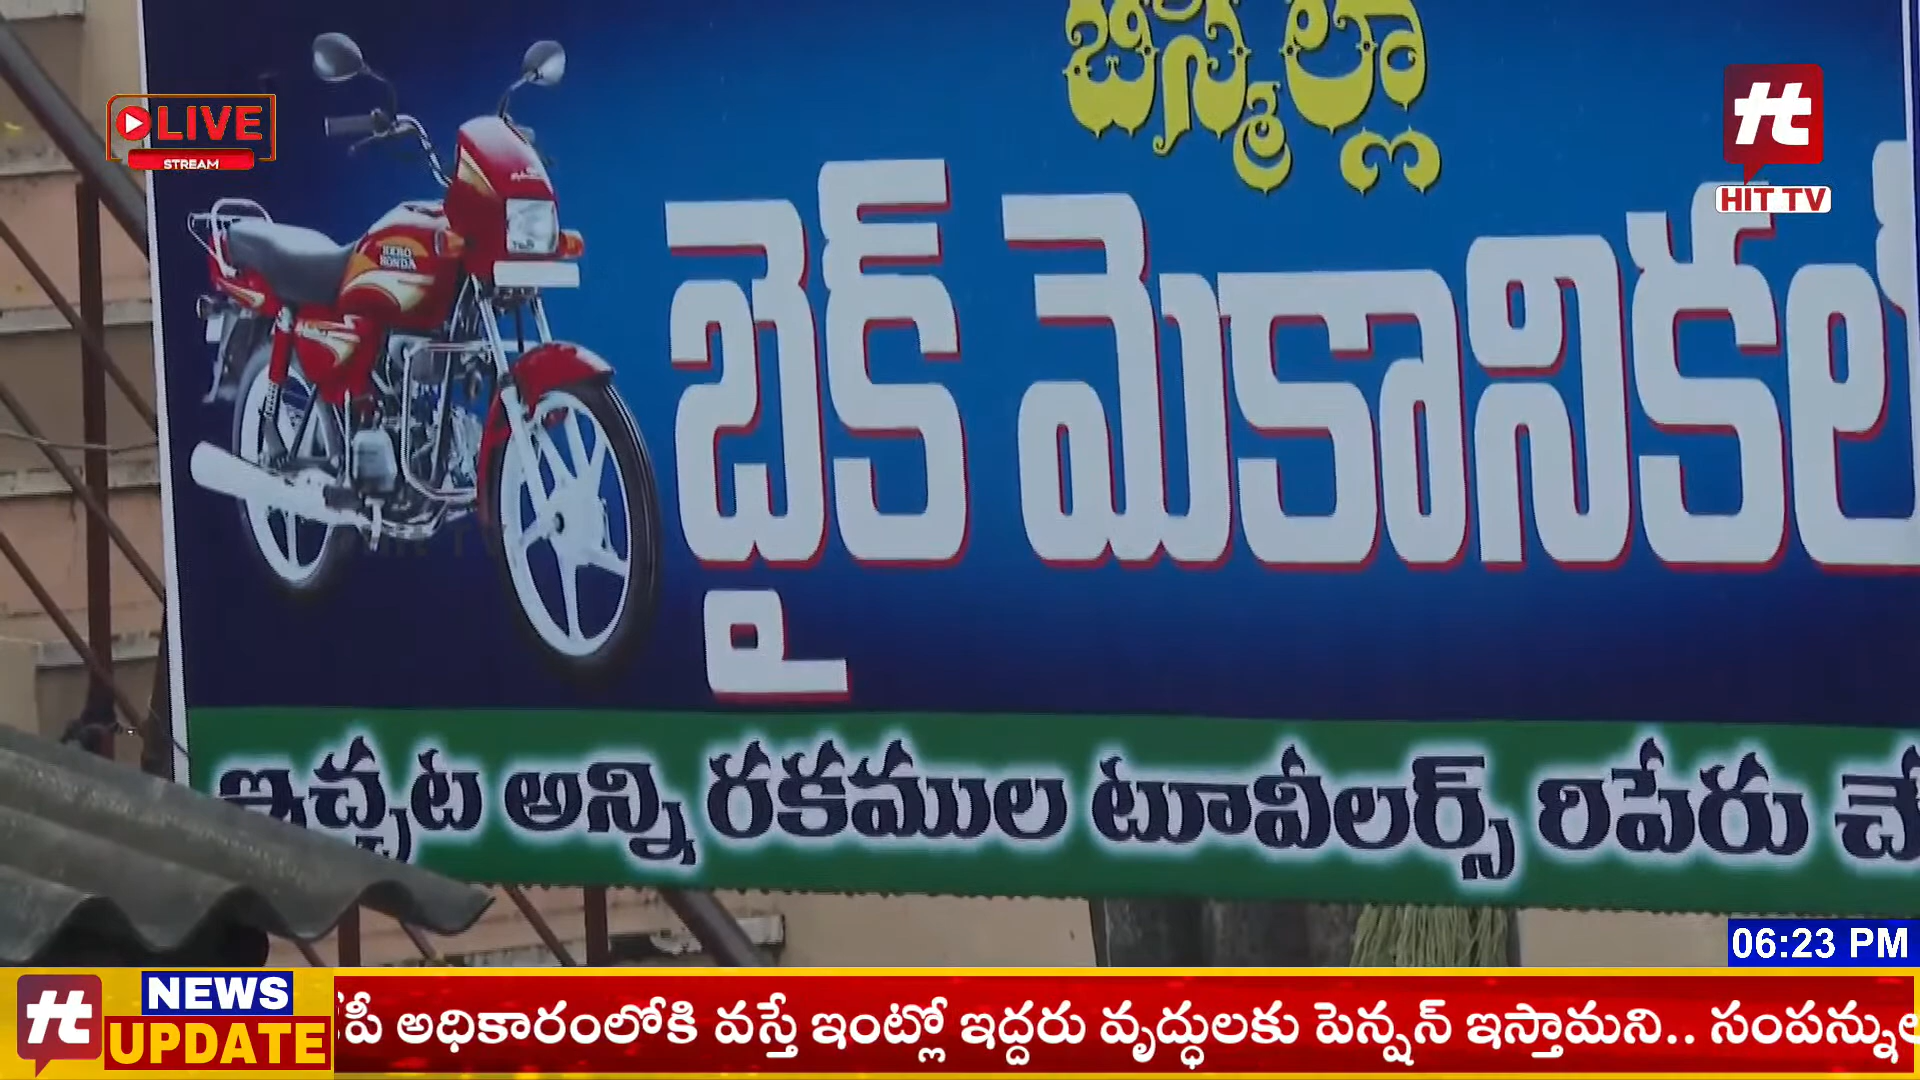 బిస్మిల్లా
LIVE
STREAM
HIT TV
HERO
HONDA
బైక్ మెకానికల్
ఇచ్చట అన్ని రకముల టూవీలర్స్ రిపేరు చే
06:23 PM
NEWS
UPDATE
అధికారంలోకి వస్తే ఇంట్లో ఇద్దరు వృద్ధులకు పెన్షన్ ఇస్తామని.. సంపన్నుల